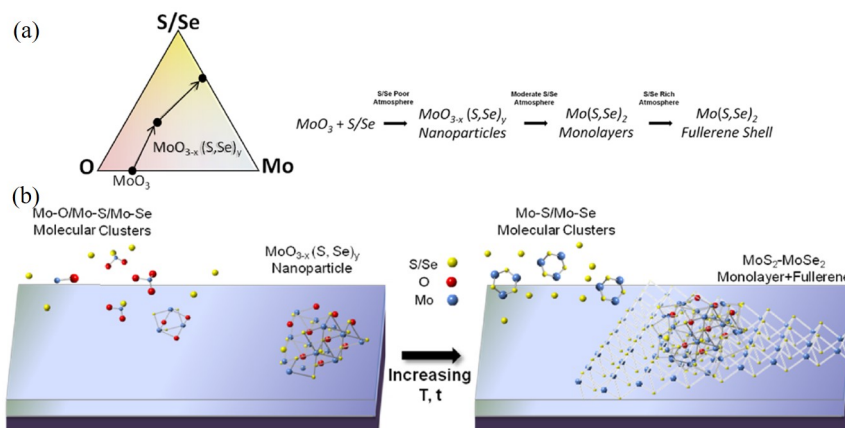 (a)
S/Se
O
Mo
MoO3-x (S,Se)y
MoO3
S/Se Poor
Atmosphere
Moderate S/Se
Atmosphere
S/Se Rich
Atmosphere
MoO3 + S/Se
MoO3-x (S,Se)y
Nanoparticles
Mo(S,Se)2
Monolayers
Mo(S,Se)2
Fullerene Shell
(b)
Mo-O/Mo-S/Mo-Se
Molecular Clusters
MoO3-x(S, Se)y
Nanoparticle
S/Se
O
Mo
Increasing
T, t
Mo-S/Mo-Se
Molecular Clusters
MoS2-MoSe2
Monolayer+Fullerene